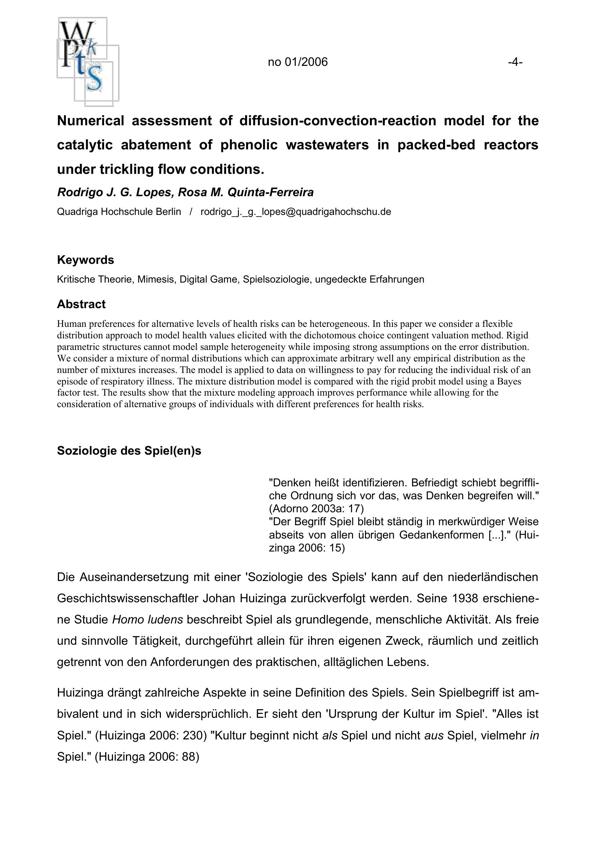 W
Pkts
no 01/2006 -4-
Numerical assessment of diffusion-convection-reaction model for the
catalytic abatement of phenolic wastewaters in packed-bed reactors
under trickling flow conditions.
Rodrigo J. G. Lopes, Rosa M. Quinta-Ferreira
Quadriga Hochschule Berlin / rodrigo_j._g._lopes@quadrigahochschu.de
Keywords
Kritische Theorie, Mimesis, Digital Game, Spielsoziologie, ungedeckte Erfahrungen
Abstract
Human preferences for alternative levels of health risks can be heterogeneous. In this paper we consider a flexible
distribution approach to model health values elicited with the dichotomous choice contingent valuation method. Rigid
parametric structures cannot model sample heterogeneity while imposing strong assumptions on the error distribution.
We consider a mixture of normal distributions which can approximate arbitrary well any empirical distribution as the
number of mixtures increases. The model is applied to data on willingness to pay for reducing the individual risk of an
episode of respiratory illness. The mixture distribution model is compared with the rigid probit model using a Bayes
factor test. The results show that the mixture modeling approach improves performance while allowing for the
consideration of alternative groups of individuals with different preferences for health risks.
Soziologie des Spiel(en)s
"Denken heißt identifizieren. Befriedigt schiebt begriffli-
che Ordnung sich vor das, was Denken begreifen will."
(Adorno 2003a: 17)
"Der Begriff Spiel bleibt ständig in merkwürdiger Weise
abseits von allen übrigen Gedankenformen [...]." (Hui-
zinga 2006: 15)
Die Auseinandersetzung mit einer 'Soziologie des Spiels' kann auf den niederländischen
Geschichtswissenschaftler Johan Huizinga zurückverfolgt werden. Seine 1938 erschiene-
ne Studie Homo ludens beschreibt Spiel als grundlegende, menschliche Aktivität. Als freie
und sinnvolle Tätigkeit, durchgeführt allein für ihren eigenen Zweck, räumlich und zeitlich
getrennt von den Anforderungen des praktischen, alltäglichen Lebens.
Huizinga drängt zahlreiche Aspekte in seine Definition des Spiels. Sein Spielbegriff ist am-
bivalent und in sich widersprüchlich. Er sieht den 'Ursprung der Kultur im Spiel'. "Alles ist
Spiel." (Huizinga 2006: 230) "Kultur beginnt nicht als Spiel und nicht aus Spiel, vielmehr in
Spiel." (Huizinga 2006: 88)